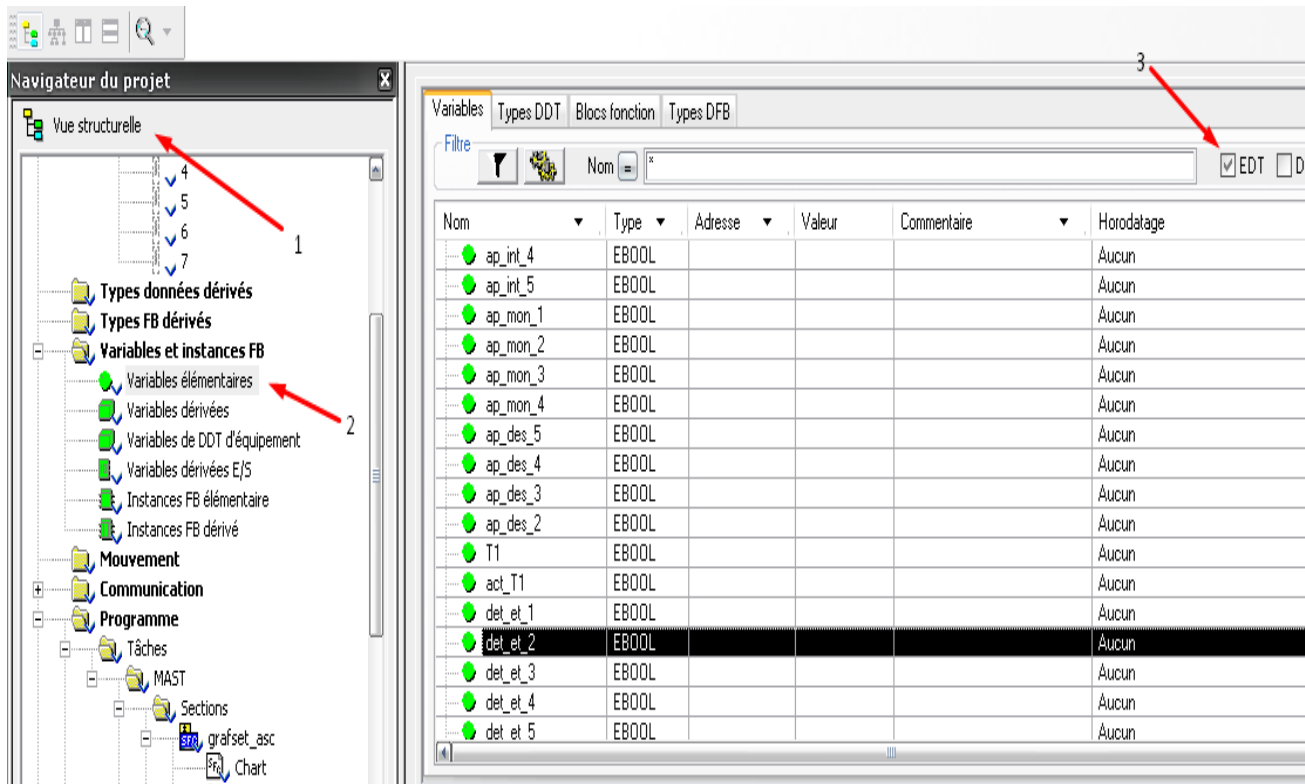 Navigateur du projet
Vue structurelle
4
5
6
7
Types données dérivés
Types FB dérivés
Variables et instances FB
Variables élémentaires
Variables dérivées
Variables de DDT d'équipement
Variables dérivées E/S
Instances FB élémentaire
Instances FB dérivé
Mouvement
Communication
Programme
Tâches
MAST
Sections
grafset_asc
Chart
1
2
3
Variables Types DDT Blocs fonction Types DFB
Filtre
Nom = * EDT D
Nom Type Adresse Valeur Commentaire Horodatage
ap_int_4 EBOOL Aucun
ap_int_5 EBOOL Aucun
ap_mon_1 EBOOL Aucun
ap_mon_2 EBOOL Aucun
ap_mon_3 EBOOL Aucun
ap_mon_4 EBOOL Aucun
ap_des_5 EBOOL Aucun
ap_des_4 EBOOL Aucun
ap_des_3 EBOOL Aucun
ap_des_2 EBOOL Aucun
T1 EBOOL Aucun
act_T1 EBOOL Aucun
det_et_1 EBOOL Aucun
det_et_2 EBOOL Aucun
det_et_3 EBOOL Aucun
det_et_4 EBOOL Aucun
det_et_5 EBOOL Aucun